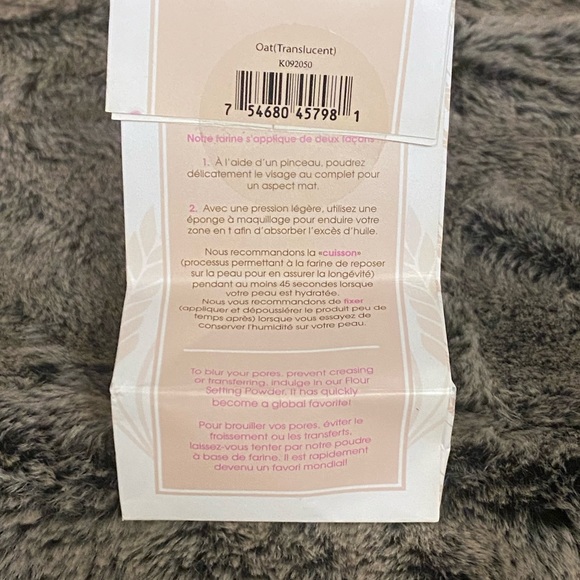 Oat(Translucent)
K092050
7 54680 45798 1
Notre farine s'applique de deux façons
1. À l'aide d'un pinceau, poudrez
délicatement le visage au complet pour
un aspect mat.
2. Avec une pression légère, utilisez une
éponge à maquillage pour enduire votre
zone en t afin d'absorber l'excès d'huile.
Nous recommandons la «cuisson»
(processus permettant à la farine de reposer
sur la peau pour en assurer la longévité)
pendant au moins 45 secondes lorsque
votre peau est hydratée.
Nous vous recommandons de fixer
(appliquer et dépoussiérer le produit peu de
temps après) lorsque vous essayez de
conserver l'humidité sur votre peau.
To blur your pores, prevent creasing
or transferring, indulge in our Flour
Setting Powder. It has quickly
become a global favorite!
Pour brouiller vos pores, éviter le
froissement ou les transferts,
laissez-vous tenter par notre poudre
à base de farine. Il est rapidement
devenu un favori mondial!